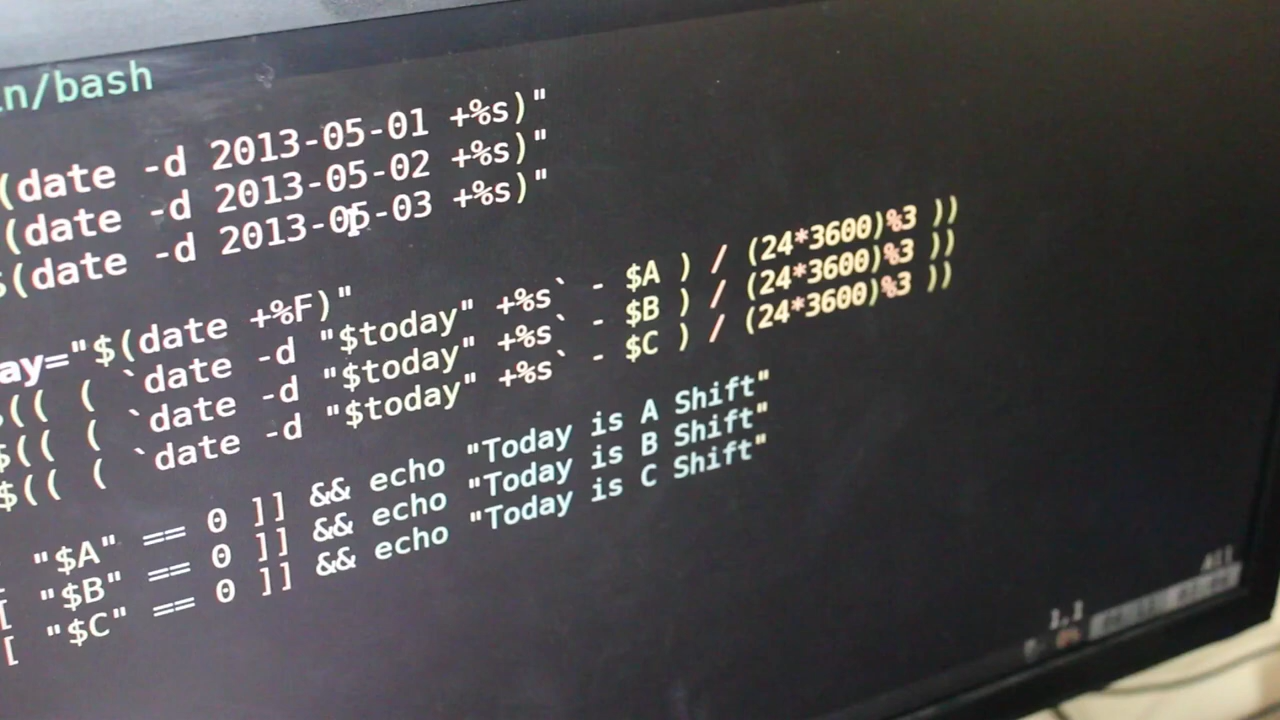 in/bash
(date -d 2013-05-01 +%s)"
(date -d 2013-05-02 +%s)"
$(date -d 2013-05-03 +%s)"
ay="$(date +%F)"
$(( ( `date -d "$today" +%s` - $A ) / (24*3600)%3 ))
$(( ( `date -d "$today" +%s` - $B ) / (24*3600)%3 ))
$(( ( `date -d "$today" +%s` - $C ) / (24*3600)%3 ))
"$A" == 0 ]] && echo "Today is A Shift"
[ "$B" == 0 ]] && echo "Today is B Shift"
[ "$C" == 0 ]] && echo "Today is C Shift"
1,1 All